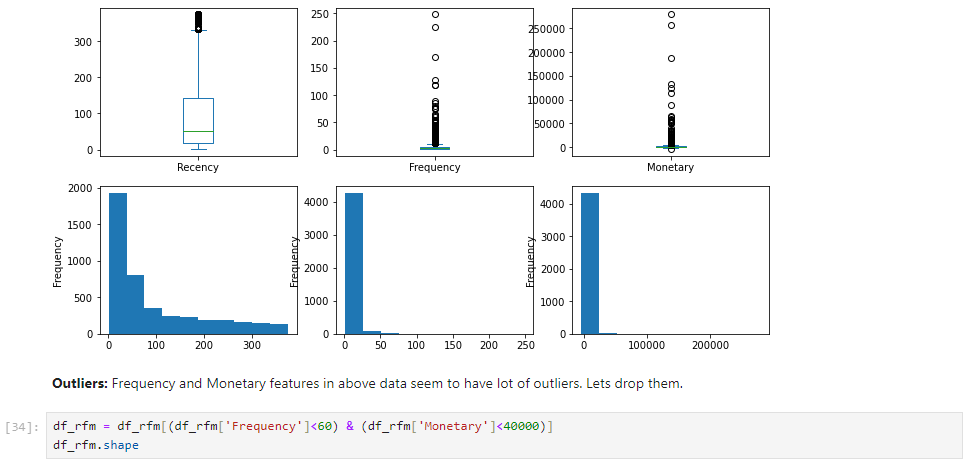 300
200
100
0
Recency
250
200
150
100
50
0
Frequency
250000
200000
150000
100000
50000
0
Monetary
2000
1500
1000
500
0
Frequency
0 100 200 300
4000
3000
2000
1000
0
Frequency
0 50 100 150 200 250
4000
3000
2000
1000
0
Frequency
0 100000 200000
Outliers: Frequency and Monetary features in above data seem to have lot of outliers. Lets drop them.
[34]: df_rfm = df_rfm[(df_rfm['Frequency']<60) & (df_rfm['Monetary']<40000)]
df_rfm.shape